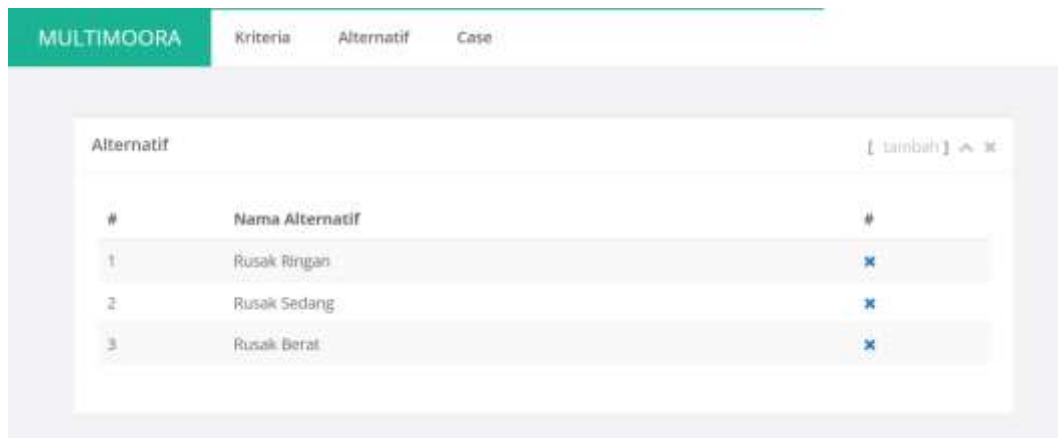 MULTIMOORA Kriteria Alternatif Case
Alternatif [ tambah ]
# Nama Alternatif #
1 Rusak Ringan
2 Rusak Sedang
3 Rusak Berat